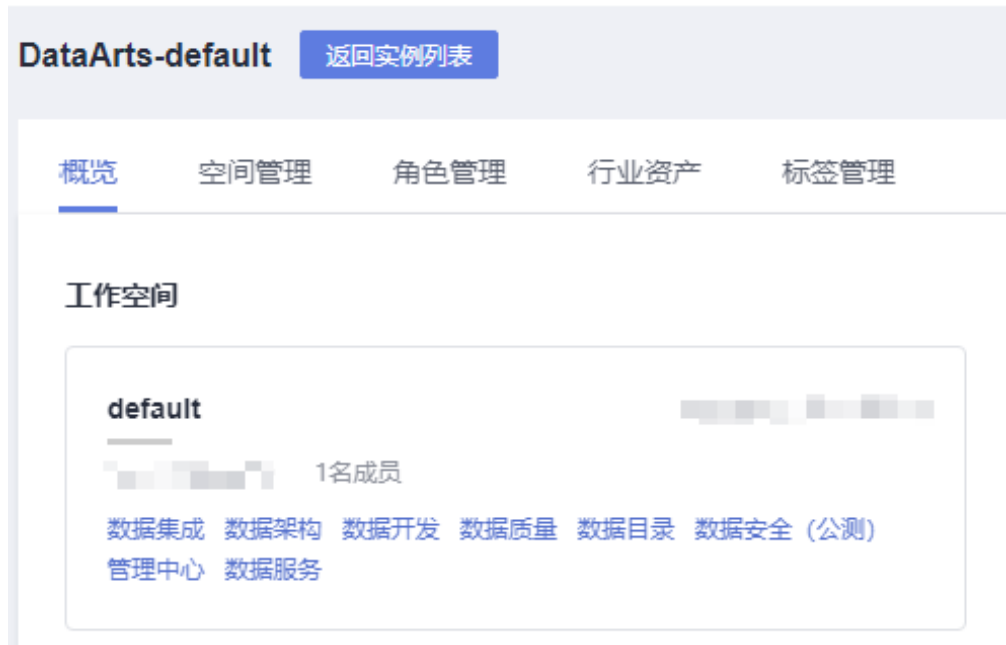 DataArts-default 返回实例列表
概览 空间管理 角色管理 行业资产 标签管理
工作空间
default
1名成员
数据集成 数据架构 数据开发 数据质量 数据目录 数据安全（公测）
管理中心 数据服务